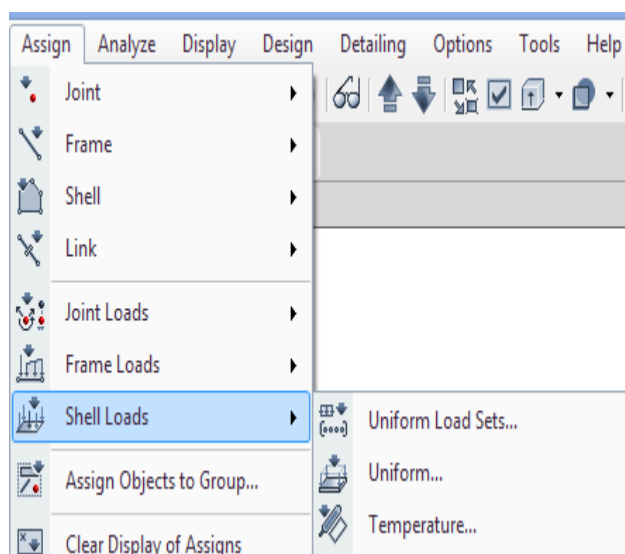 Assign Analyze Display Design Detailing Options Tools Help
Joint
Frame
Shell
Link
Joint Loads
Frame Loads
Shell Loads
Uniform Load Sets...
Uniform...
Assign Objects to Group...
Temperature...
Clear Display of Assigns